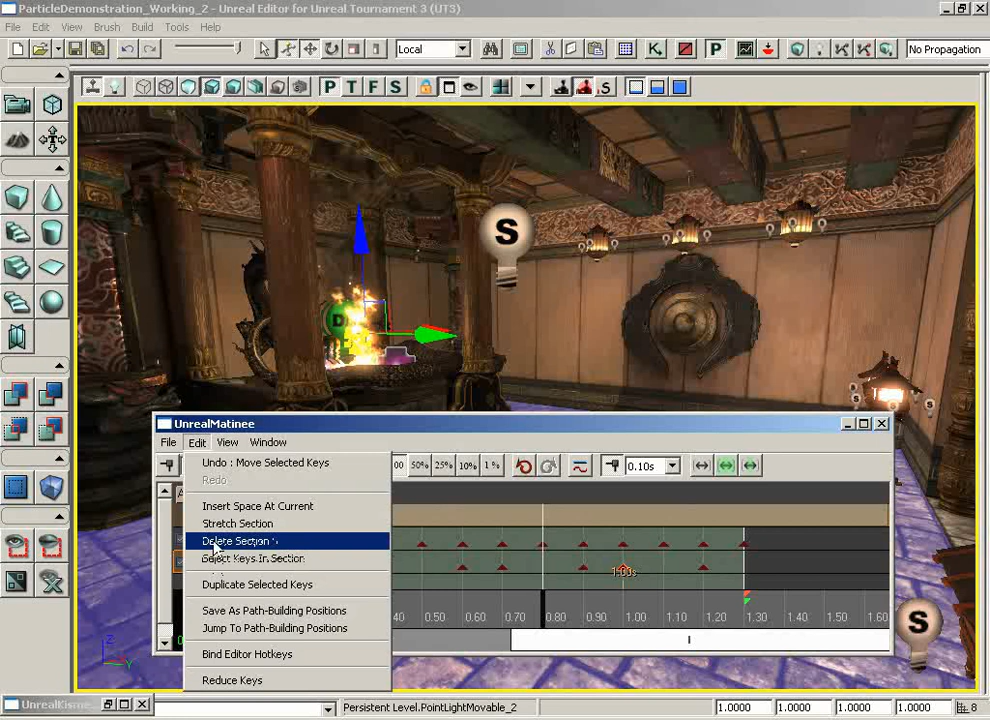 ParticleDemonstration_Working_2 - Unreal Editor for Unreal Tournament 3 (UT3)
File Edit View Brush Build Tools Help
Local
P
No Propagation
P T F S
S
S
D
S
UnrealMatinee
File Edit View Window
Undo : Move Selected Keys
Redo
00 50% 25% 10% 1 % 0.10s
Insert Space At Current
Stretch Section
Delete Section
Select Keys In Section
Duplicate Selected Keys
1.00s
Save As Path-Building Positions
Jump To Path-Building Positions
40 0.50 0.60 0.70 0.80 0.90 1.00 1.10 1.20 1.30 1.40 1.50 1.60
Bind Editor Hotkeys
Reduce Keys
S
Z
Y
UnrealKisme
Persistent Level.PointLightMovable_2
1.0000 1.0000 1.0000 1.0000 8